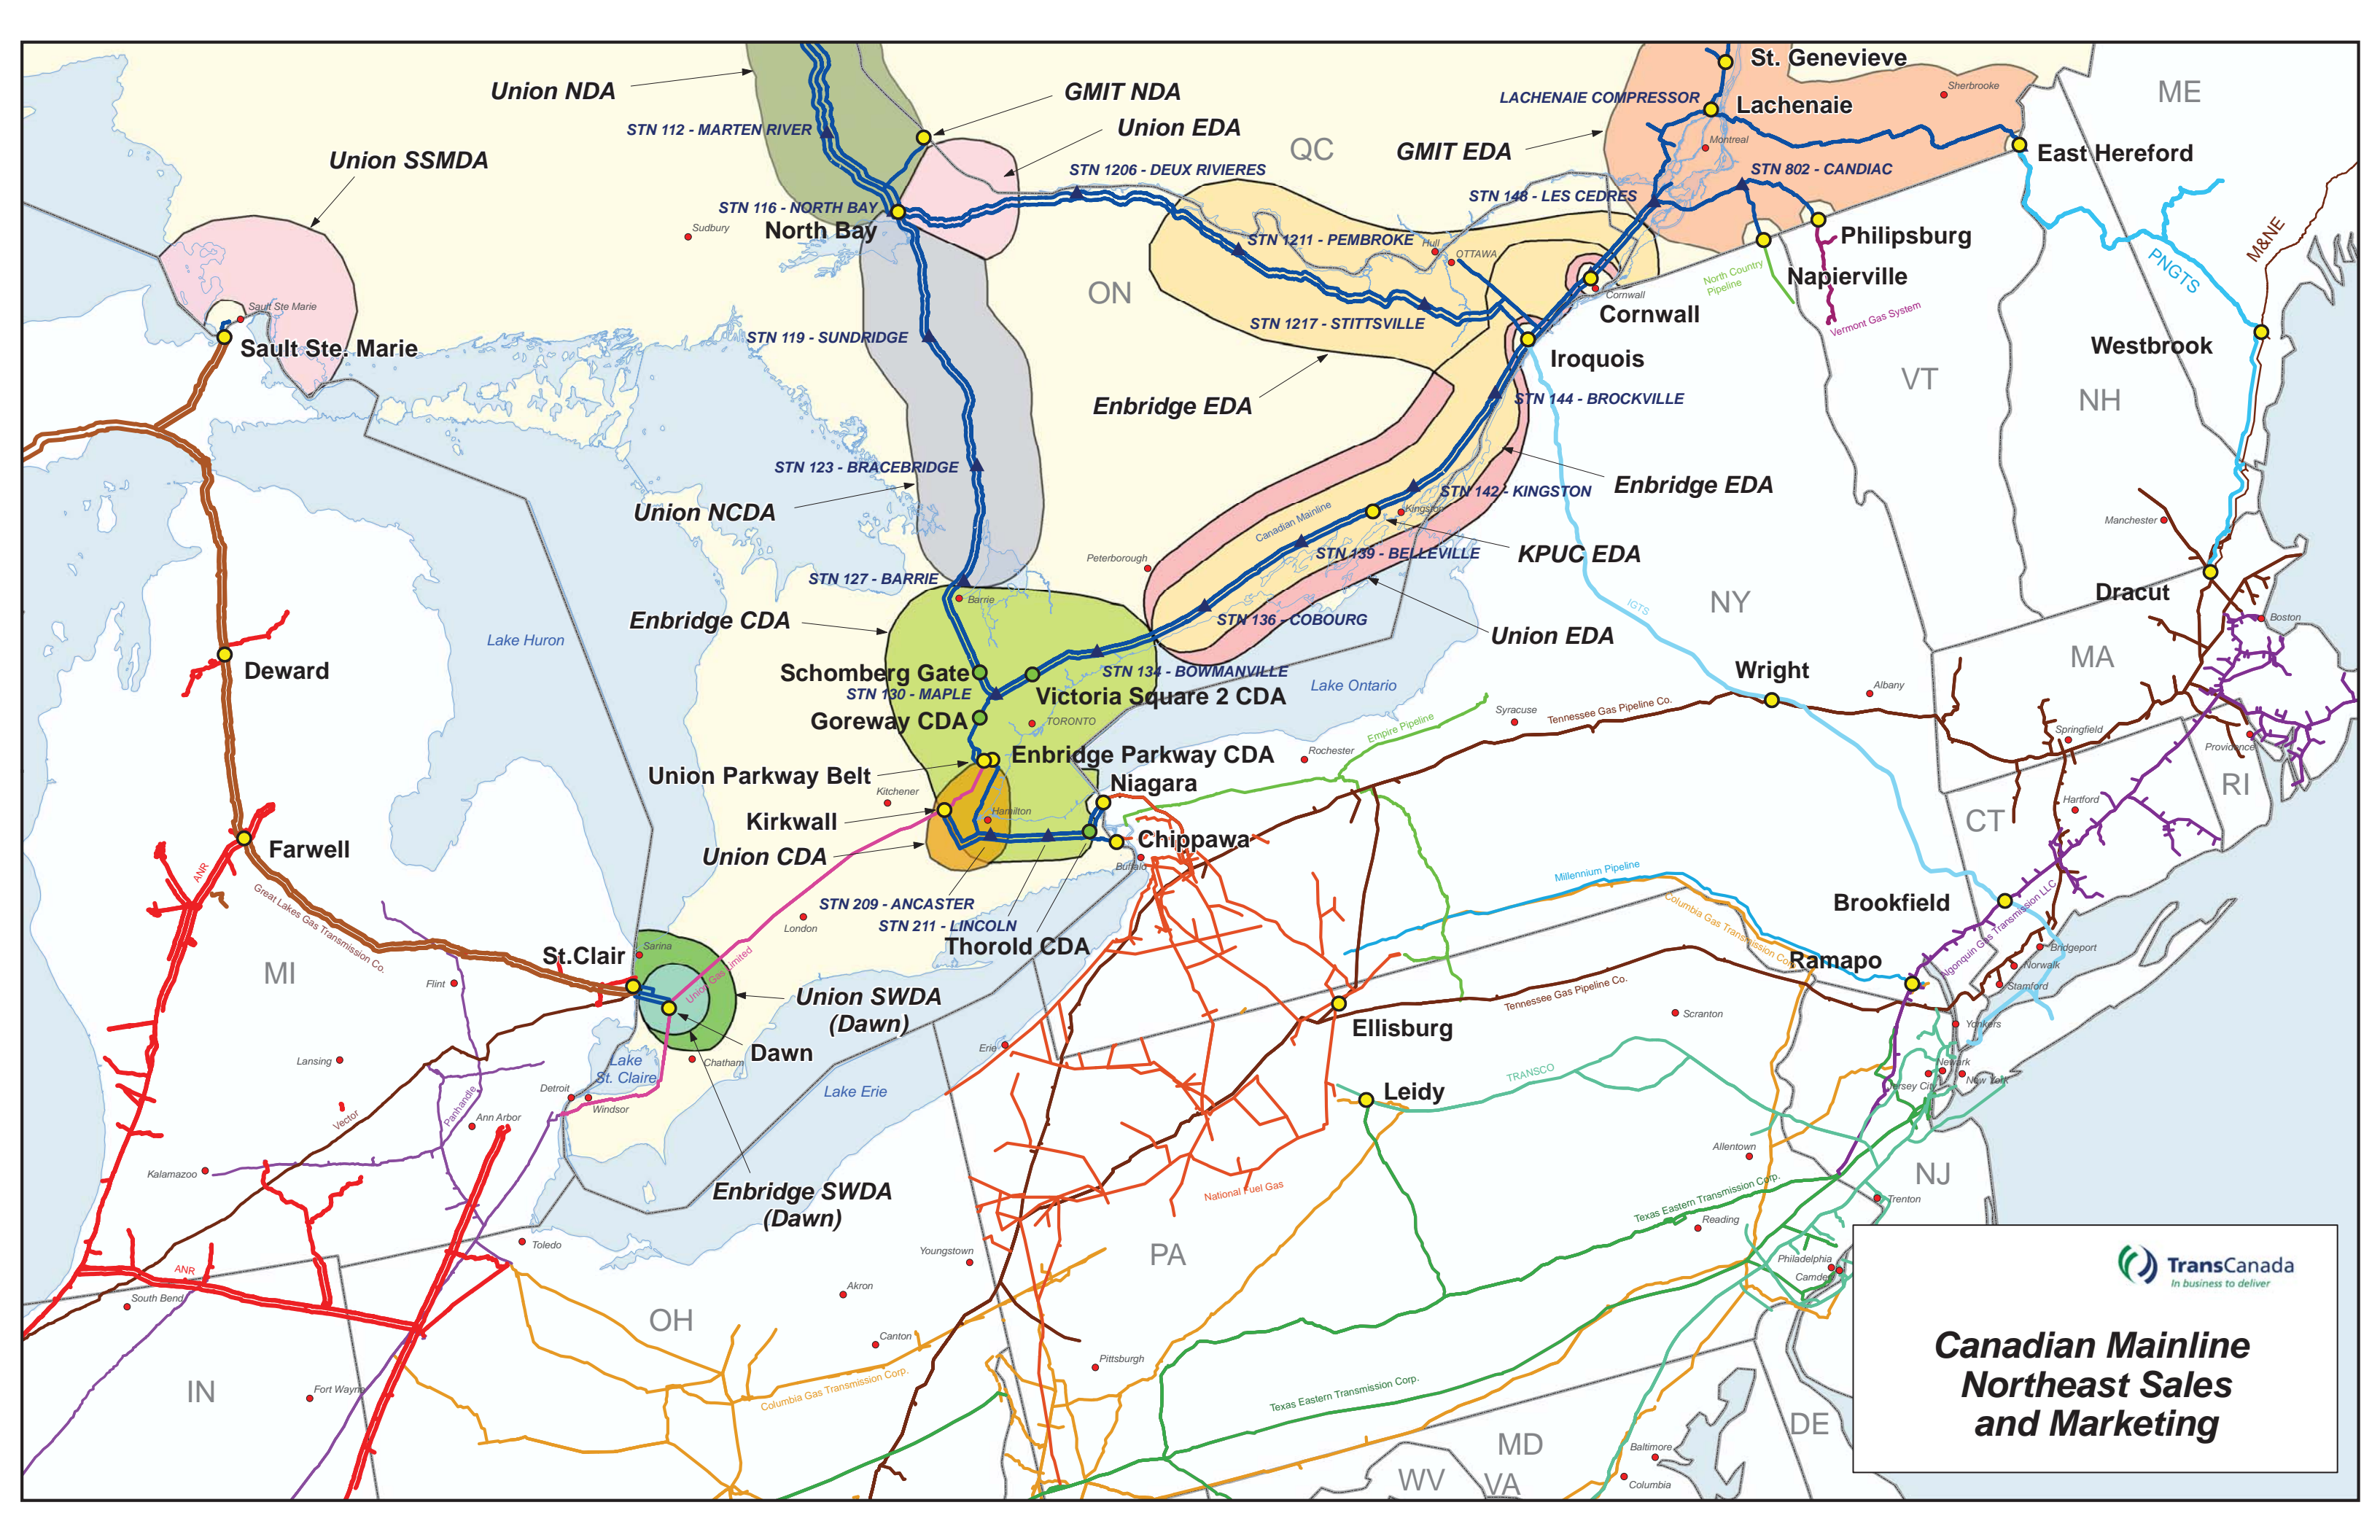 St. Genevieve
Union NDA
GMIT NDA
ME
Sherbrooke
LACHENAIE COMPRESSOR
Lachenaie
STN 112 - MARTEN RIVER
Union EDA
QC
GMIT EDA
Montreal
East Hereford
Union SSMDA
STN 1206 - DEUX RIVIERES
STN 802 - CANDIAC
STN 148 - LES CEDRES
STN 116 - NORTH BAY
North Bay
Sudbury
STN 1211 - PEMBROKE
Hull
OTTAWA
Philipsburg
M&NE
PNGTS
North Country
Pipeline
Napierville
ON
Cornwall
Cornwall
Sault Ste Marie
Vermont Gas System
STN 1217 - STITTSVILLE
STN 119 - SUNDRIDGE
Sault Ste. Marie
Westbrook
Iroquois
VT
NH
Enbridge EDA
STN 144 - BROCKVILLE
STN 123 - BRACEBRIDGE
Enbridge EDA
STN 142 - KINGSTON
Union NCDA
Kingston
Canadian Mainline
Manchester
STN 139 - BELLEVILLE
KPUC EDA
Peterborough
STN 127 - BARRIE
Barrie
Dracut
NY
IGTS
Enbridge CDA
STN 136 - COBOURG
Boston
Union EDA
Lake Huron
MA
Deward
Schomberg Gate
STN 134 - BOWMANVILLE
Wright
STN 130 - MAPLE
Victoria Square 2 CDA
Lake Ontario
Albany
Goreway CDA
TORONTO
Syracuse
Tennessee Gas Pipeline Co.
Empire Pipeline
Springfield
Providence
Enbridge Parkway CDA
Rochester
Union Parkway Belt
Niagara
RI
Kitchener
Hartford
Kirkwall
Hamilton
CT
Chippawa
Farwell
Union CDA
Buffalo
ANR
Millennium Pipeline
Great Lakes Gas Transmission Co.
Columbia Gas Transmission Corp.
Brookfield
STN 209 - ANCASTER
London
STN 211 - LINCOLN
Thorold CDA
Algonquin Gas Transmission LLC
Bridgeport
St.Clair
Sarina
Ramapo
Norwalk
MI
Union Gas Limited
Flint
Stamford
Union SWDA
(Dawn)
Tennessee Gas Pipeline Co.
Scranton
Ellisburg
Yonkers
Dawn
Erie
Lansing
Lake
St. Claire
Chatham
Newark
Jersey City
New York
TRANSCO
Detroit
Windsor
Lake Erie
Leidy
Panhandle
Vector
Ann Arbor
Allentown
Kalamazoo
NJ
Enbridge SWDA
(Dawn)
National Fuel Gas
Texas Eastern Transmission Corp.
Trenton
Reading
Toledo
Youngstown
PA
Philadelphia
Camden
ANR
Akron
South Bend
OH
TransCanada
In business to deliver
Canton
Pittsburgh
Canadian Mainline
Northeast Sales
and Marketing
IN
Fort Wayne
Columbia Gas Transmission Corp.
Texas Eastern Transmission Corp.
DE
MD
Baltimore
WV
VA
Columbia